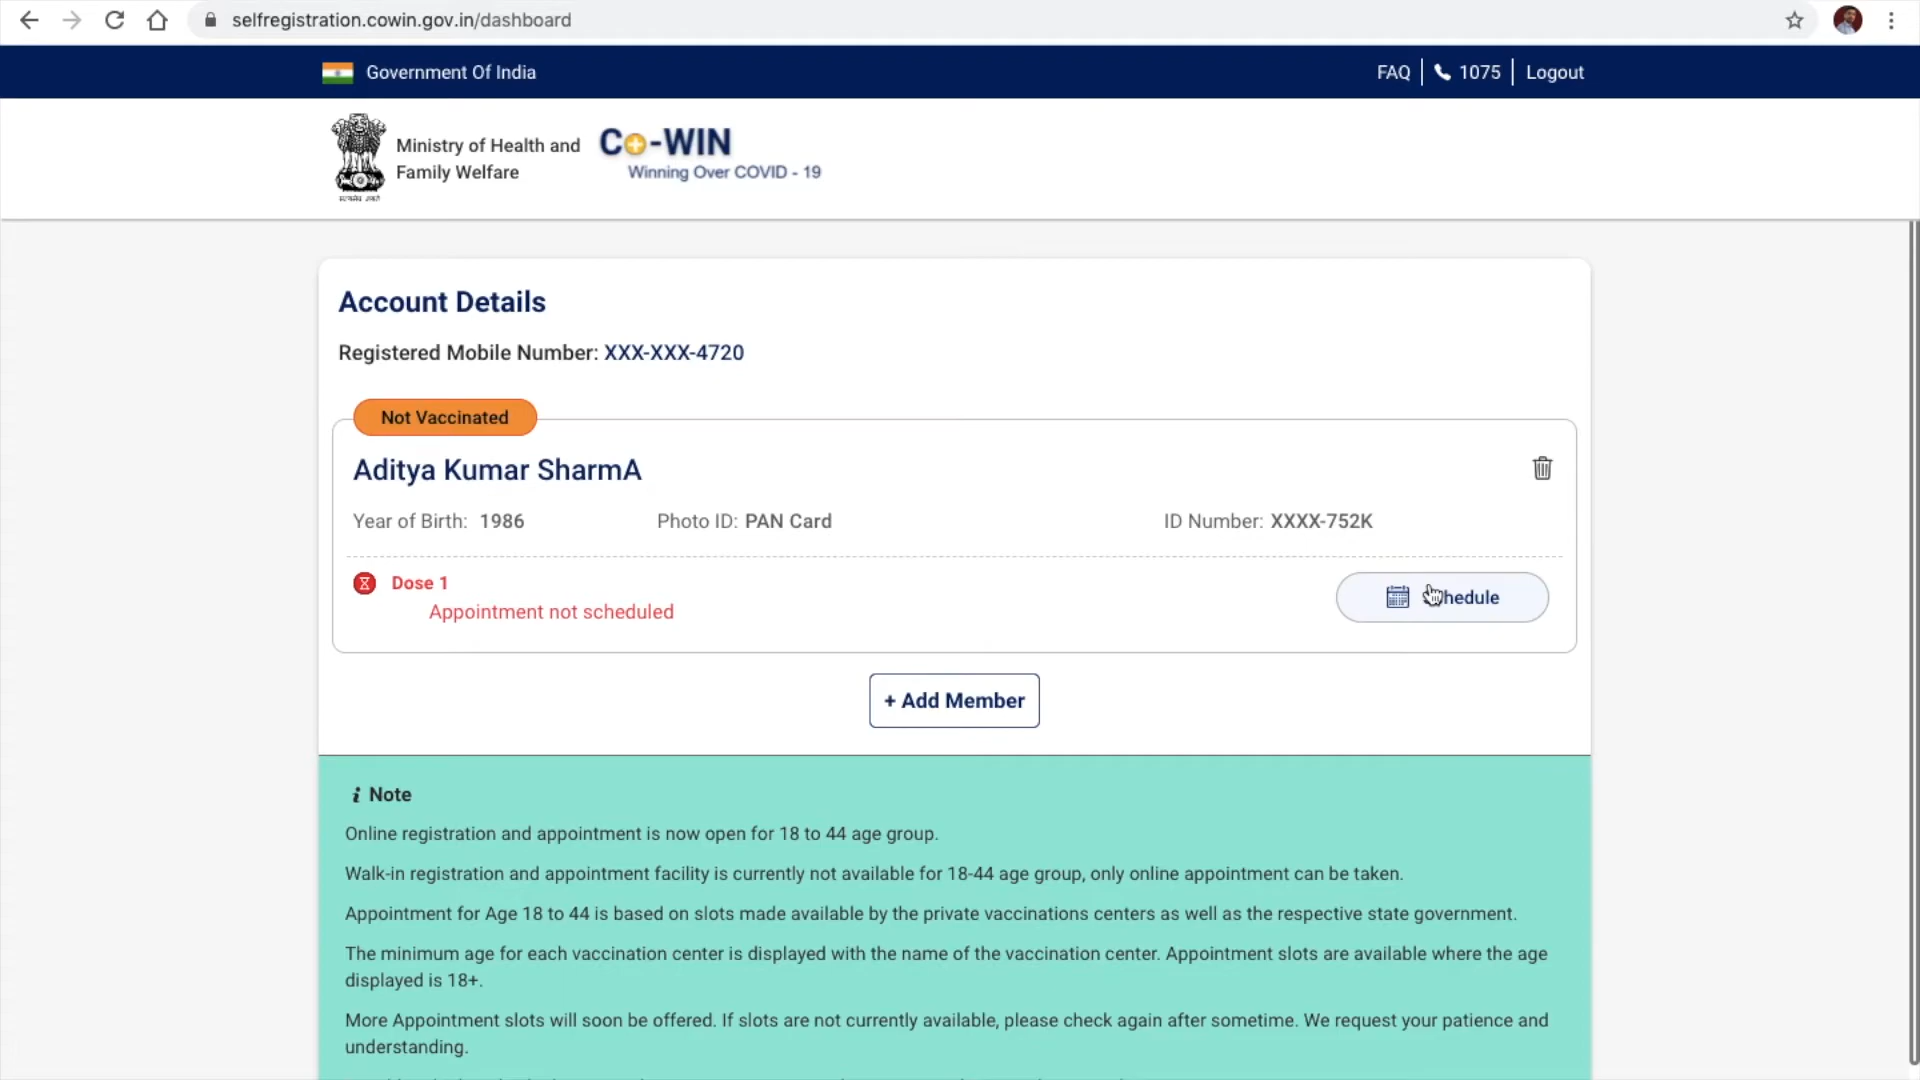 selfregistration.cowin.gov.in/dashboard
Government Of India
FAQ
1075
Logout
Ministry of Health and
Family Welfare
Co-WIN
Winning Over COVID - 19
Account Details
Registered Mobile Number: XXX-XXX-4720
Not Vaccinated
Aditya Kumar SharmA
Year of Birth: 1986
Photo ID: PAN Card
ID Number: XXXX-752K
Dose 1
Appointment not scheduled
hedule
+ Add Member
i Note
Online registration and appointment is now open for 18 to 44 age group.
Walk-in registration and appointment facility is currently not available for 18-44 age group, only online appointment can be taken.
Appointment for Age 18 to 44 is based on slots made available by the private vaccinations centers as well as the respective state government.
The minimum age for each vaccination center is displayed with the name of the vaccination center. Appointment slots are available where the age
displayed is 18+.
More Appointment slots will soon be offered. If slots are not currently available, please check again after sometime. We request your patience and
understanding.